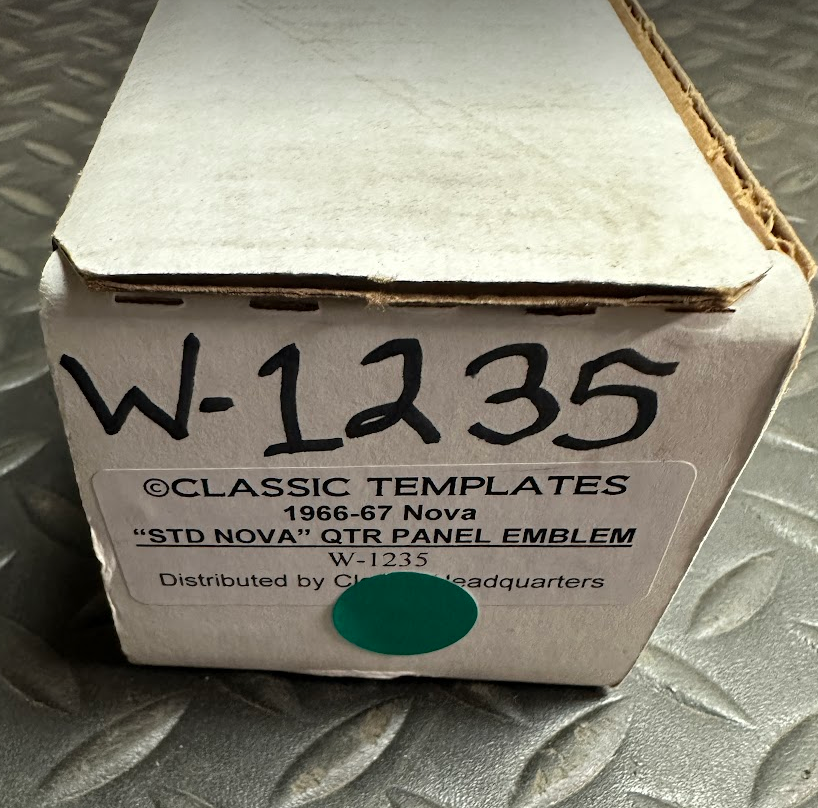 W-1235
©CLASSIC TEMPLATES
1966-67 Nova
“STD NOVA” QTR PANEL EMBLEM
W-1235
Distributed by